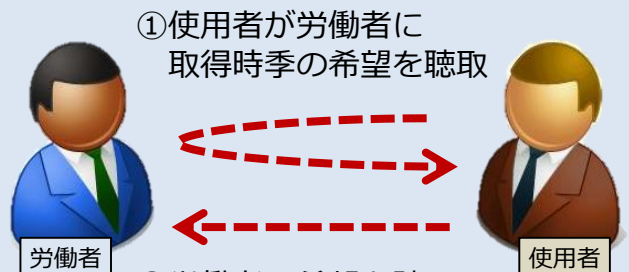 ①使用者が労働者に
取得時季の希望を聴取
労働者
使用者